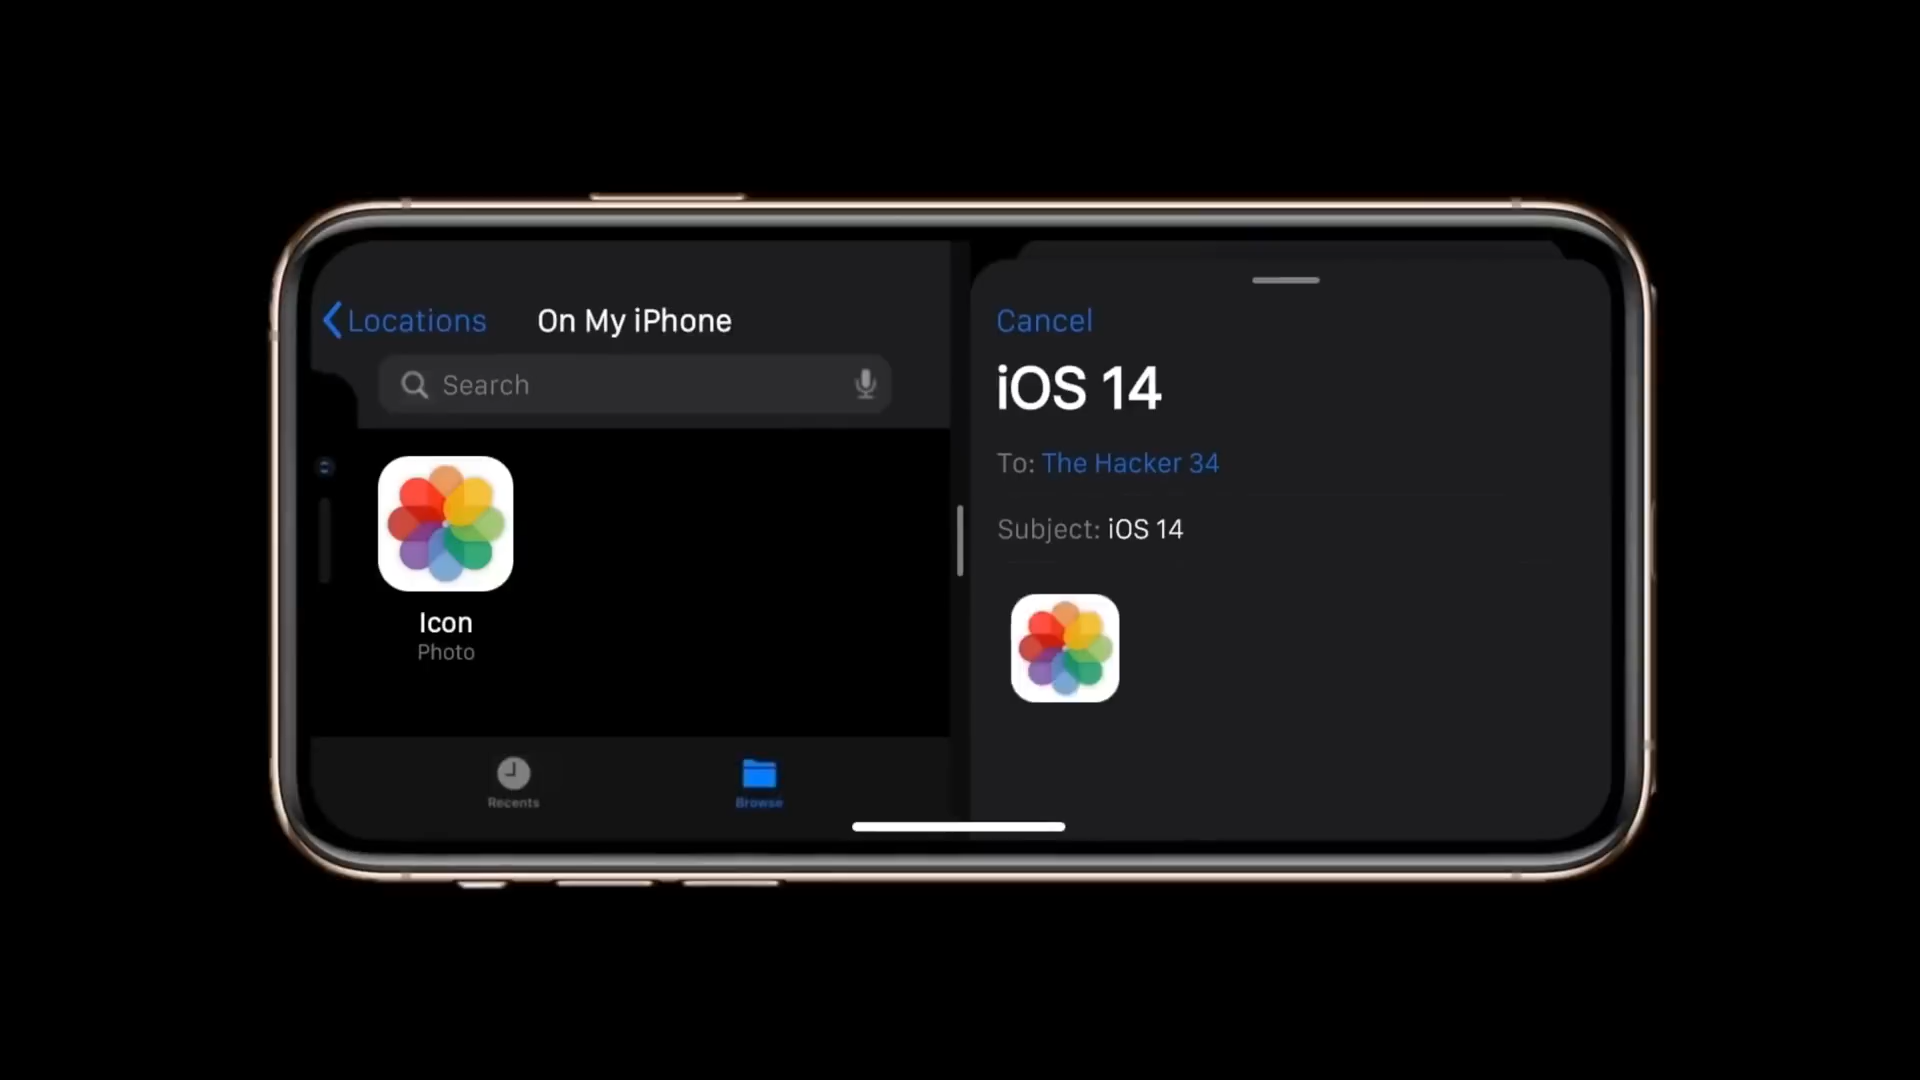 Locations
On My iPhone
Search
Icon
Photo
Recents
Browse
Cancel
iOS 14
To: The Hacker 34
Subject: iOS 14